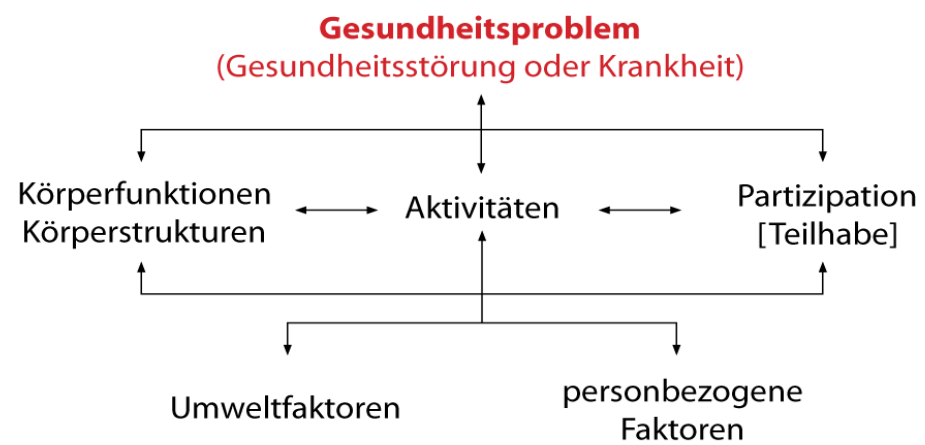 Gesundheitsproblem
(Gesundheitsstörung oder Krankheit)
Körperfunktionen
Körperstrukturen
Aktivitäten
Partizipation
[Teilhabe]
Umweltfaktoren
personbezogene
Faktoren